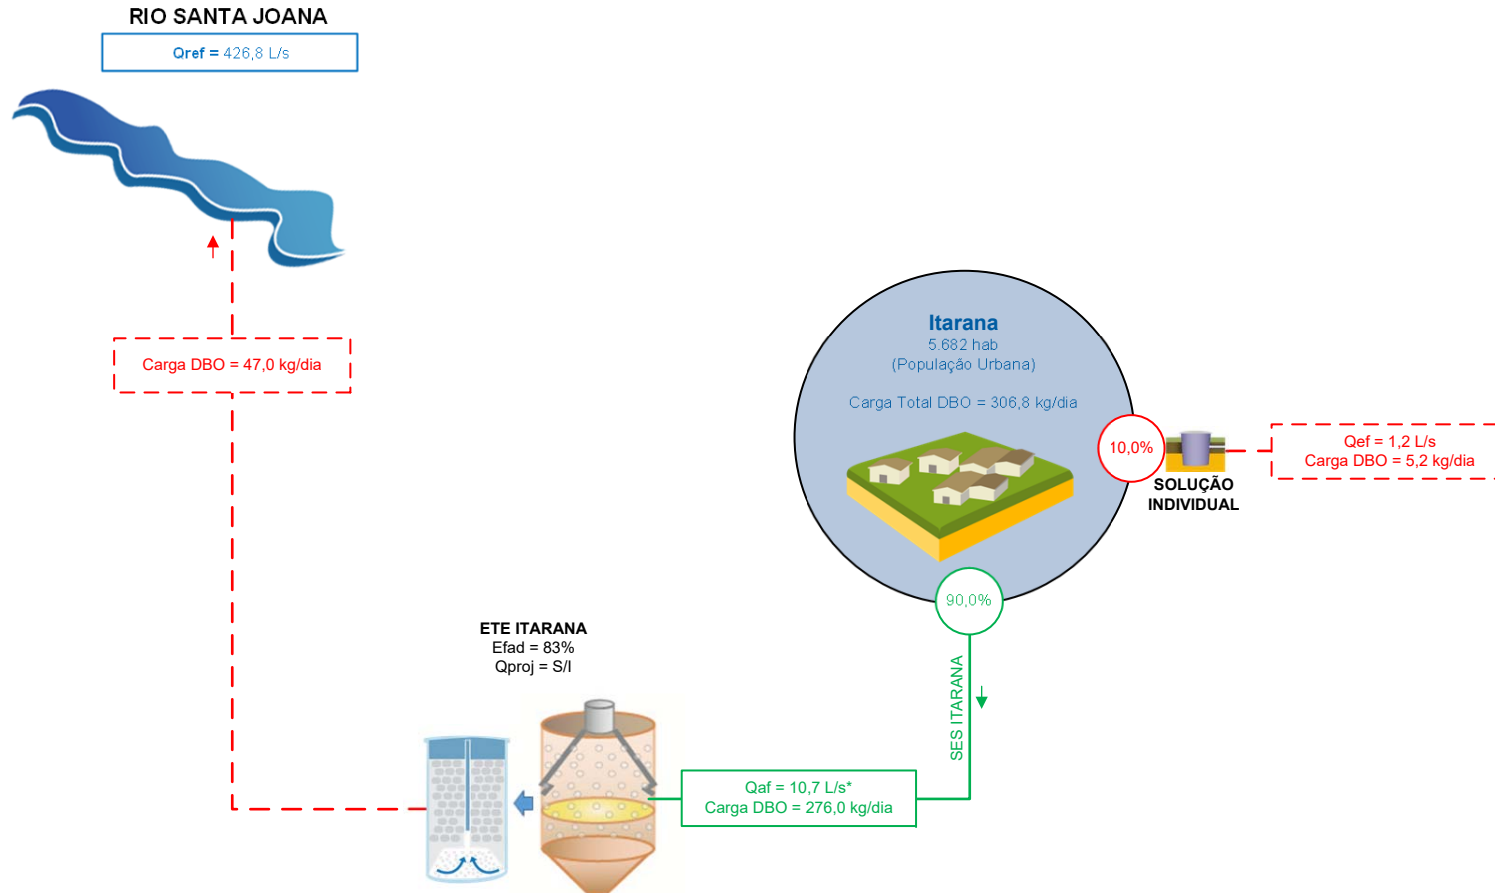 RIO SANTA JOANA
Qref = 426,8 L/s
Carga DBO = 47,0 kg/dia
Itarana
5.682 hab
(População Urbana)
Carga Total DBO = 306,8 kg/dia
10,0%
SOLUÇÃO
INDIVIDUAL
Qef = 1,2 L/s
Carga DBO = 5,2 kg/dia
90,0%
SES ITARANA
ETE ITARANA
Efad = 83%
Qproj = S/I
Qaf = 10,7 L/s*
Carga DBO = 276,0 kg/dia